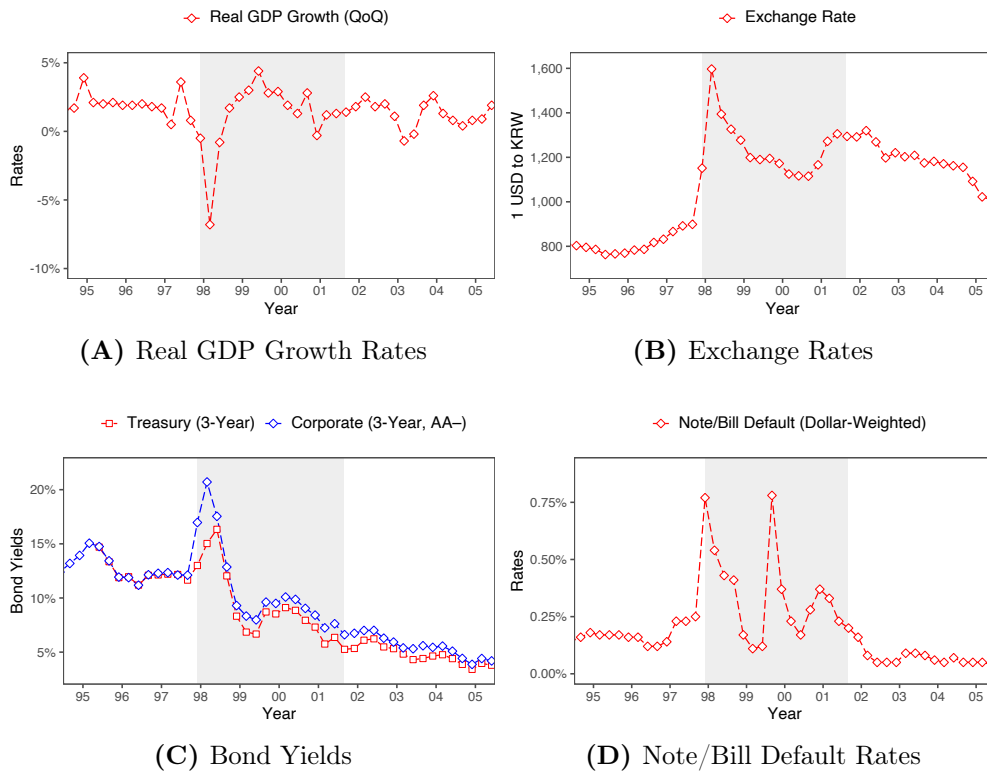 Real GDP Growth (QoQ)
5%
0%
-5%
-10%
Rates
95 96 97 98 99 00 01 02 03 04 05
Year
(A) Real GDP Growth Rates
Exchange Rate
1,600
1,400
1,200
1,000
800
1 USD to KRW
95 96 97 98 99 00 01 02 03 04 05
Year
(B) Exchange Rates
Treasury (3-Year) Corporate (3-Year, AA–)
20%
15%
10%
5%
Bond Yields
95 96 97 98 99 00 01 02 03 04 05
Year
(C) Bond Yields
Note/Bill Default (Dollar-Weighted)
0.75%
0.50%
0.25%
0.00%
Rates
95 96 97 98 99 00 01 02 03 04 05
Year
(D) Note/Bill Default Rates